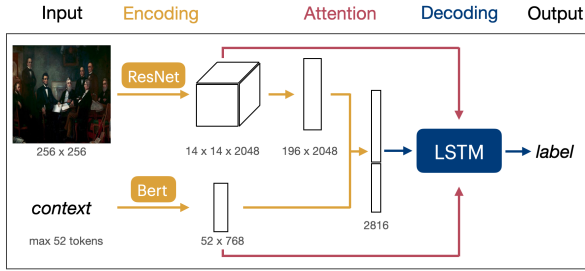 Input Encoding Attention Decoding Output
ResNet
256 x 256
14 x 14 x 2048
196 x 2048
LSTM
label
Bert
context
max 52 tokens
52 x 768
2816